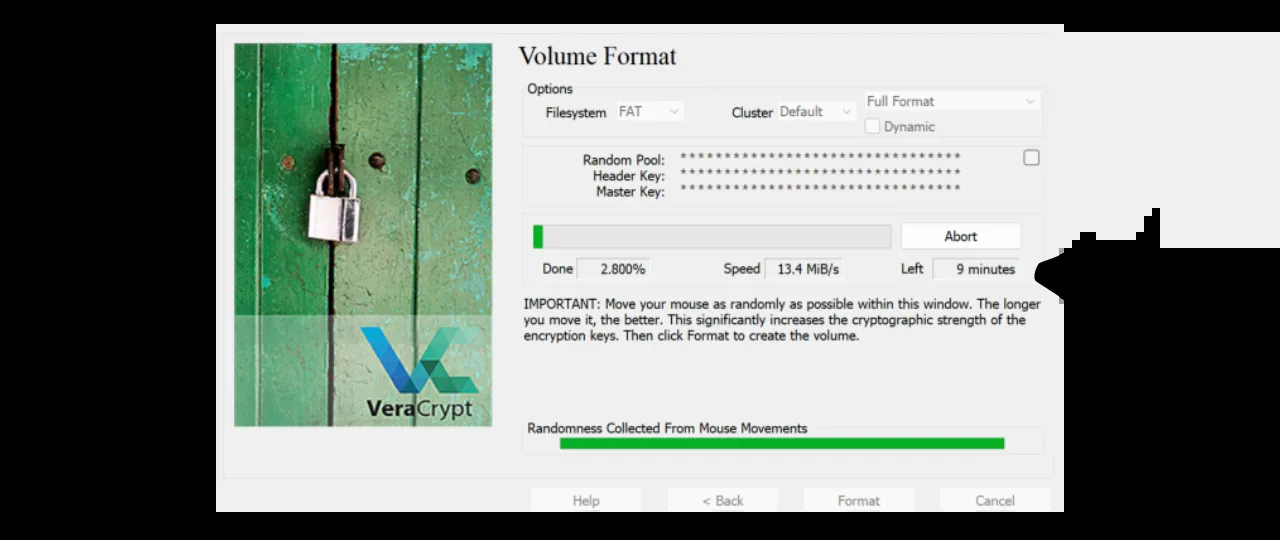 Volume Format
Options
Filesystem FAT Cluster Default Full Format
Dynamic
Random Pool: *********************************
Header Key: *********************************
Master Key: *********************************
Abort
Done 2.800% Speed 13.4 MiB/s Left 9 minutes
IMPORTANT: Move your mouse as randomly as possible within this window. The longer
you move it, the better. This significantly increases the cryptographic strength of the
encryption keys. Then click Format to create the volume.
VeraCrypt
Randomness Collected From Mouse Movements
Help < Back Format Cancel